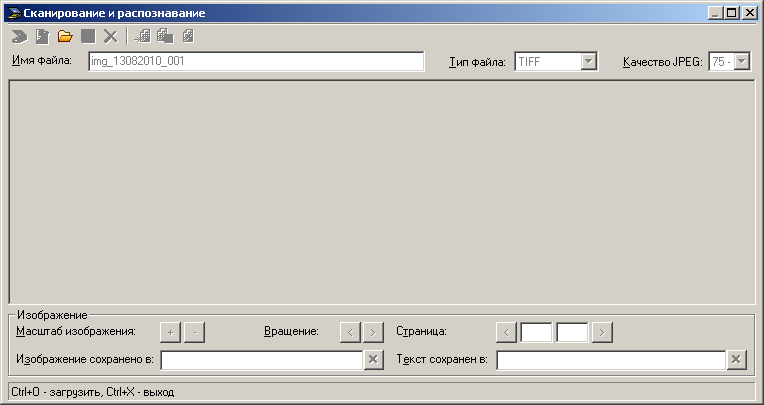 Сканирование и распознавание
Имя файла: img_13082010_001 Тип файла: TIFF Качество JPEG: 75 -
Изображение
Масштаб изображения: + - Вращение: < > Страница: < >
Изображение сохранено в: Текст сохранен в:
Ctrl+O - загрузить, Ctrl+X - выход